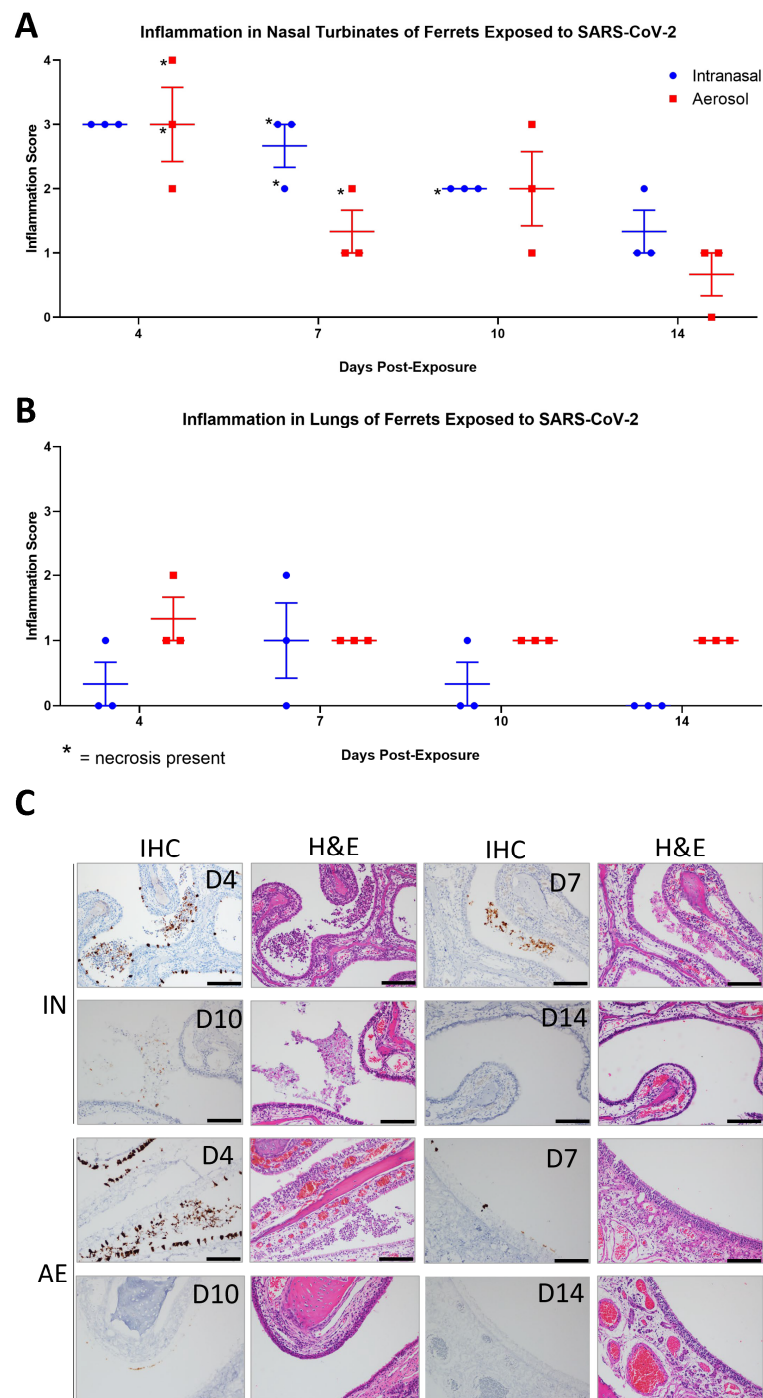 A
Inflammation in Nasal Turbinates of Ferrets Exposed to SARS-CoV-2
Intranasal
Aerosol
Inflammation Score
4
3
2
1
0
* * * * * *
4 7 10 14
Days Post-Exposure
B
Inflammation in Lungs of Ferrets Exposed to SARS-CoV-2
Inflammation Score
4
3
2
1
0
4 7 10 14
* = necrosis present
Days Post-Exposure
C
IHC H&E IHC H&E
IN
D4 D7
D10 D14
AE
D4 D7
D10 D14